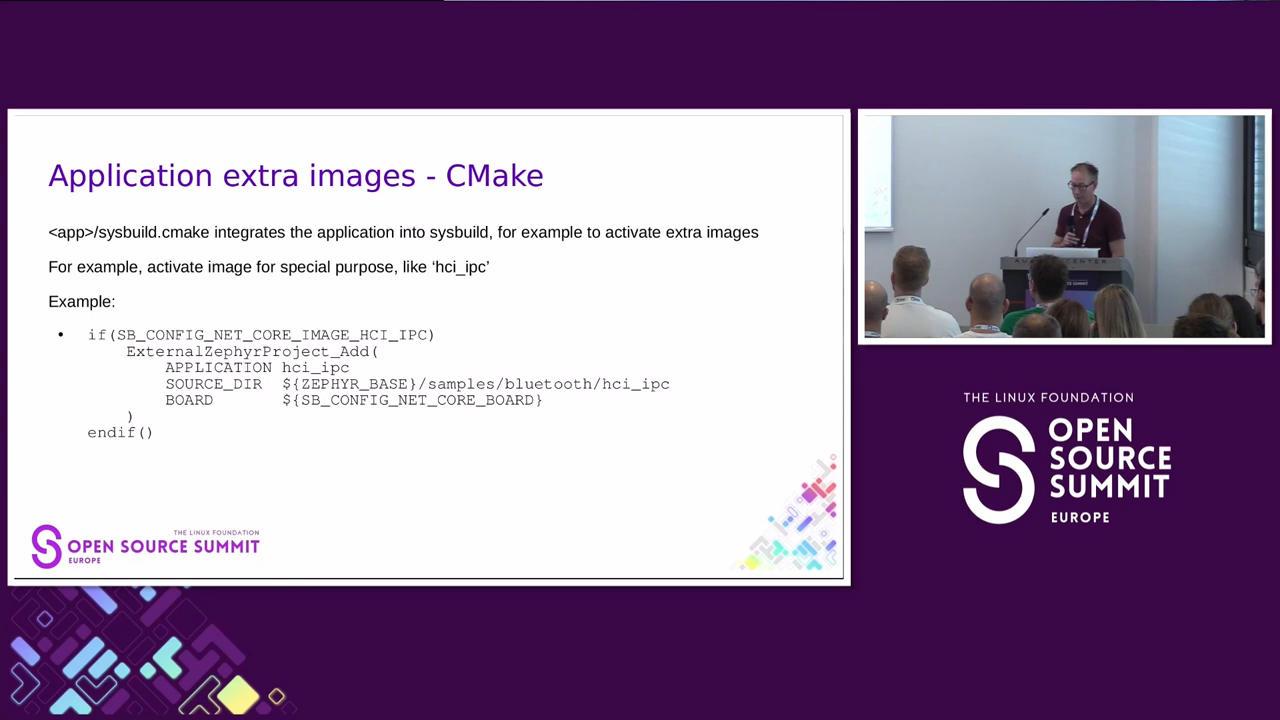 Application extra images - CMake
<app>/sysbuild.cmake integrates the application into sysbuild, for example to activate extra images
For example, activate image for special purpose, like ‘hci_ipc’
Example:
• if(SB_CONFIG_NET_CORE_IMAGE_HCI_IPC)
ExternalZephyrProject_Add(
APPLICATION hci_ipc
SOURCE_DIR ${ZEPHYR_BASE}/samples/bluetooth/hci_ipc
BOARD ${SB_CONFIG_NET_CORE_BOARD}
)
endif()
THE LINUX FOUNDATION
OPEN SOURCE SUMMIT
EUROPE
THE LINUX FOUNDATION
OPEN
SOURCE
SUMMIT
EUROPE